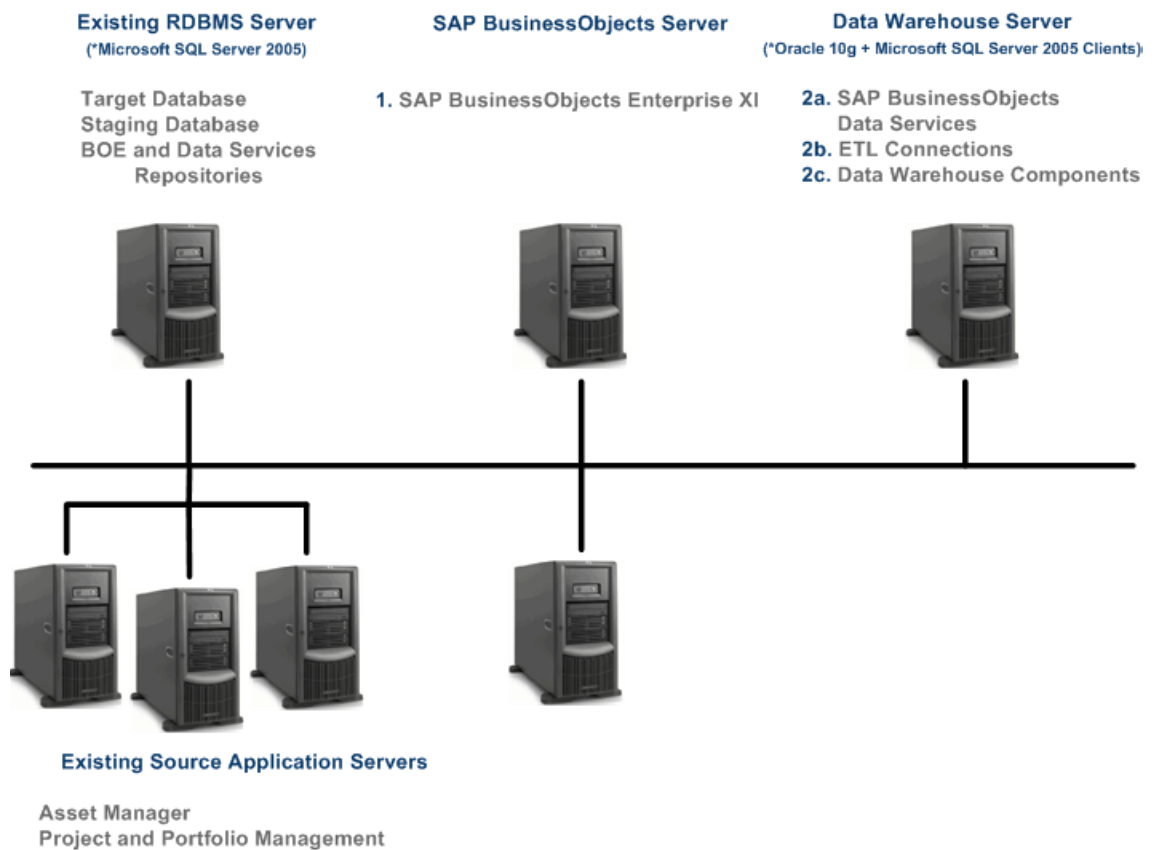 Existing RDBMS Server
(*Microsoft SQL Server 2005)
Target Database
Staging Database
BOE and Data Services
Repositories
SAP BusinessObjects Server
1. SAP BusinessObjects Enterprise XI
Data Warehouse Server
(*Oracle 10g + Microsoft SQL Server 2005 Clients)
2a. SAP BusinessObjects
Data Services
2b. ETL Connections
2c. Data Warehouse Components
Existing Source Application Servers
Asset Manager
Project and Portfolio Management